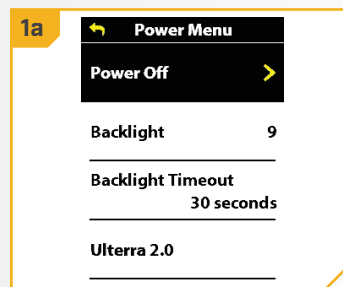 1a
Power Menu
Power Off
Backlight 9
Backlight Timeout
30 seconds
Ulterra 2.0